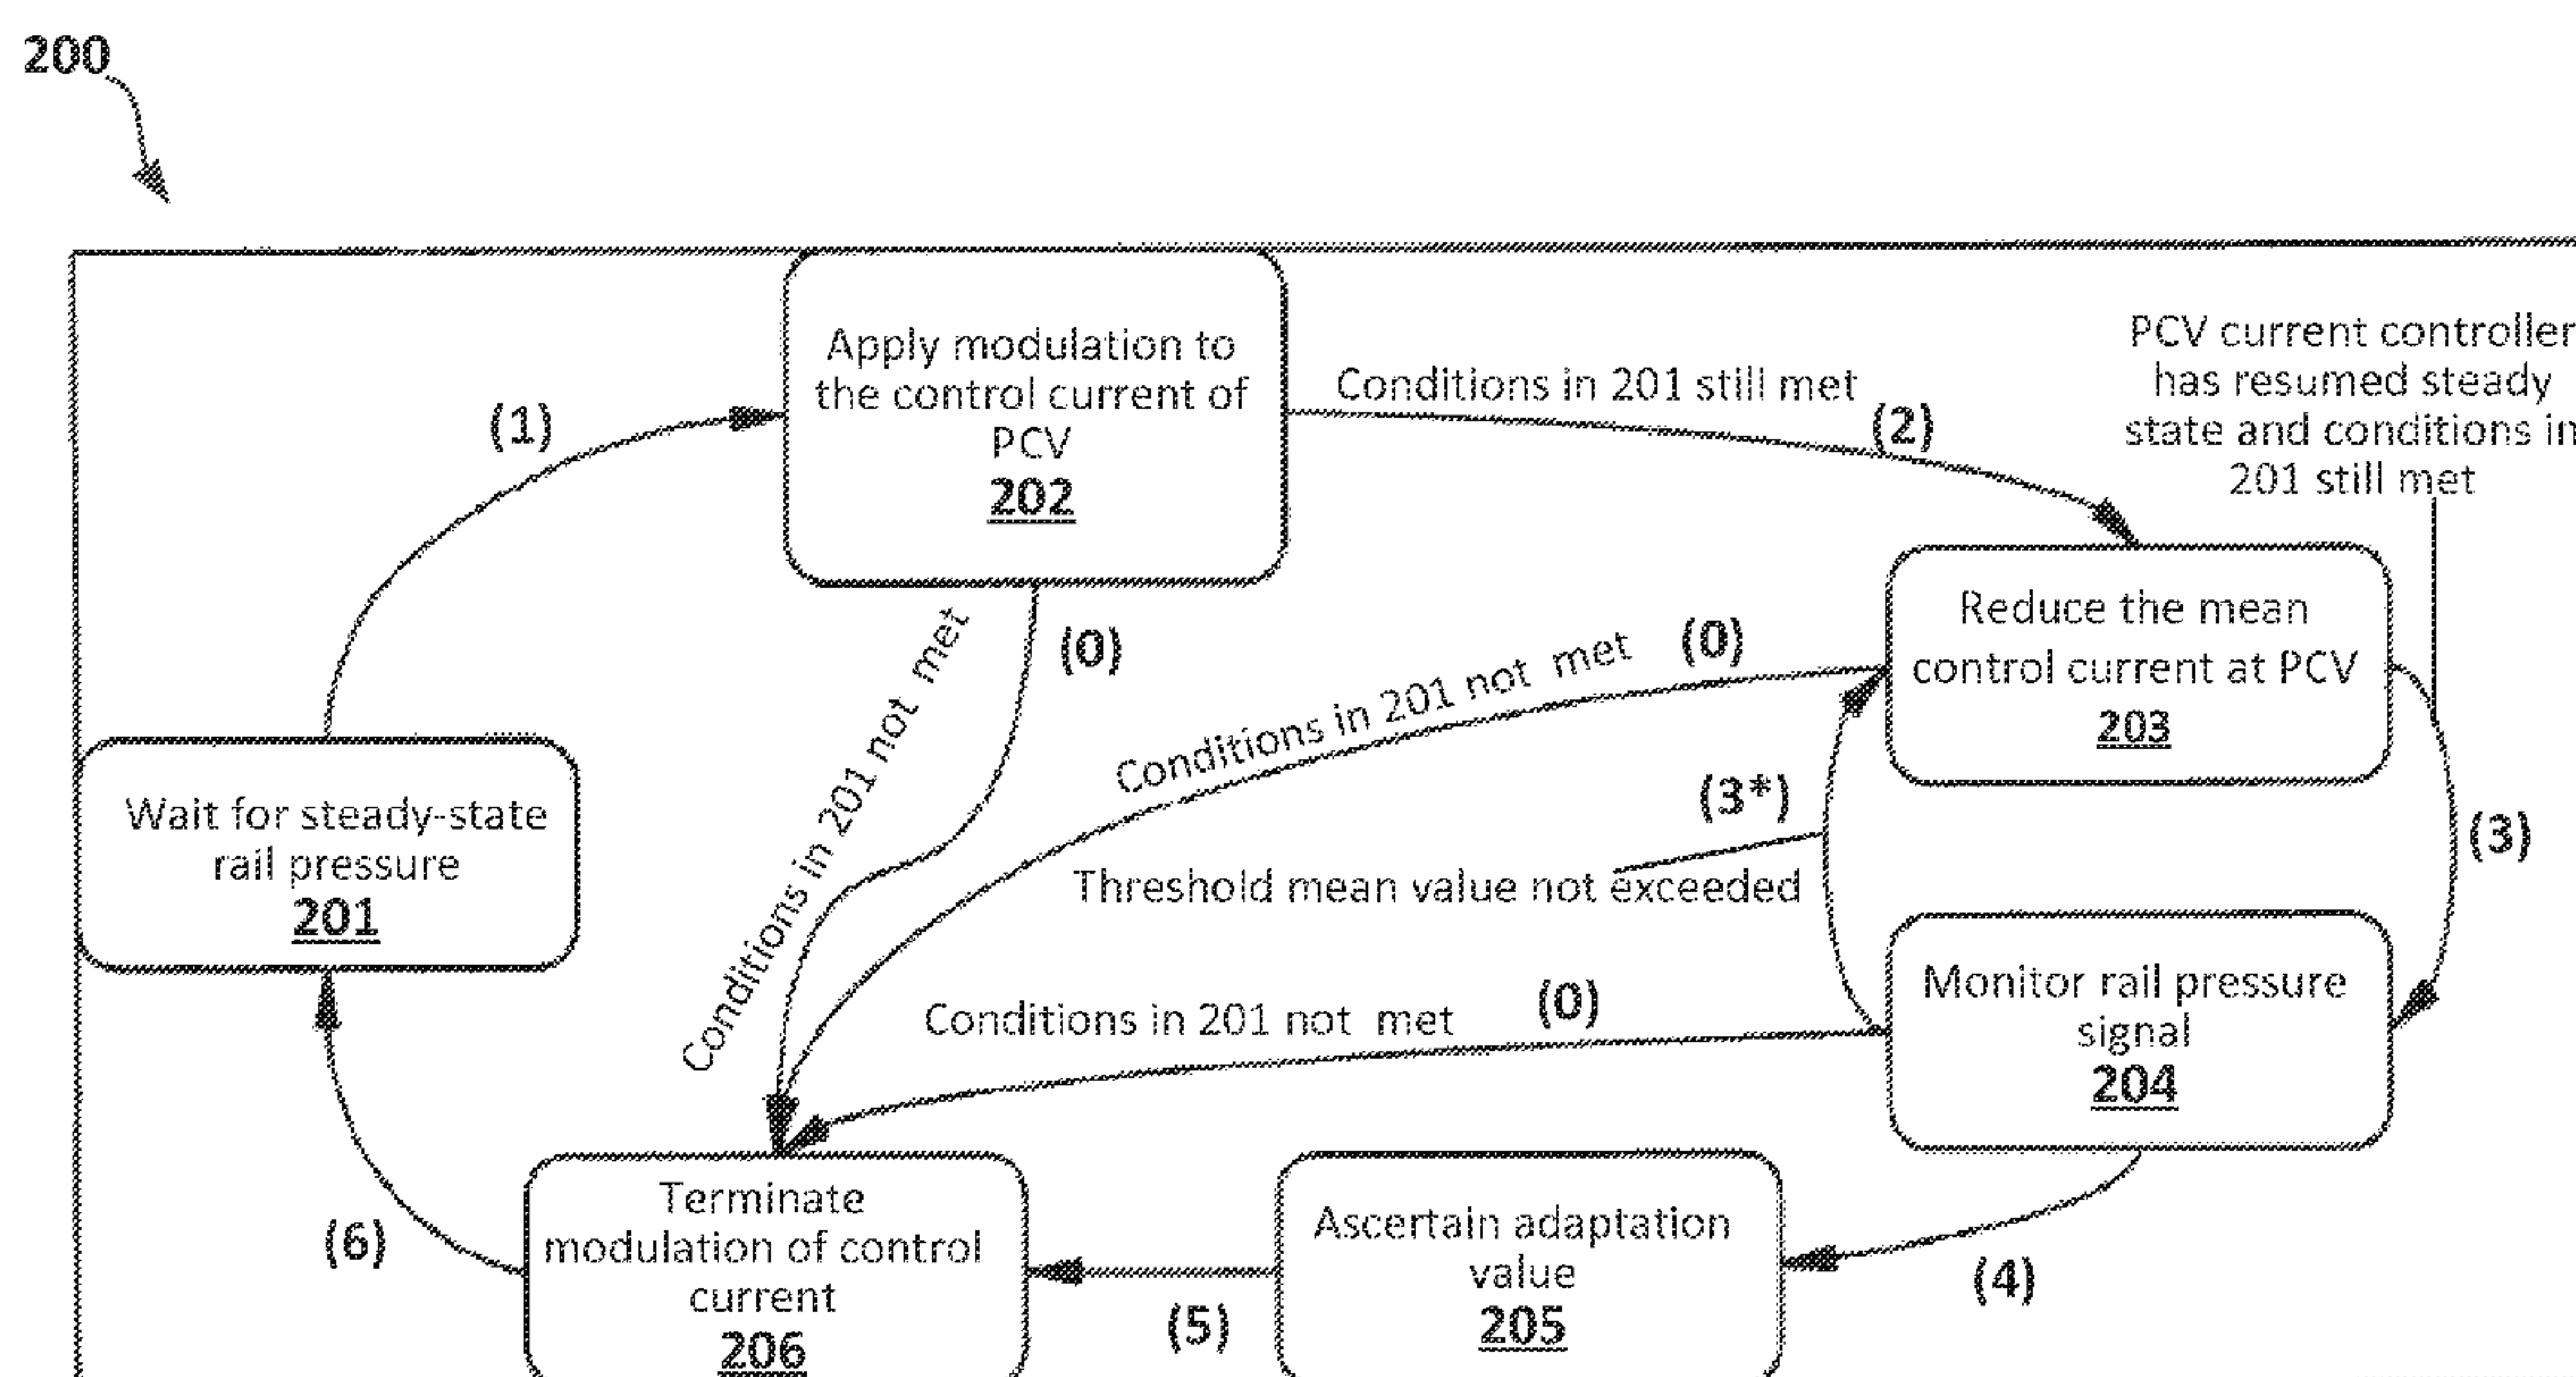 200
Apply modulation to
the control current of
PCV
202
(1)
Conditions in 201 still met
(2)
PCV current controller
has resumed steady
state and conditions in
201 still met
Reduce the mean
control current at PCV
203
(0)
Conditions in 201 not met
(0)
Conditions in 201 not met
Wait for steady-state
rail pressure
201
(3*)
Threshold mean value not exceeded
(3)
Monitor rail pressure
signal
204
Conditions in 201 not met
(0)
Terminate
modulation of control
current
206
Ascertain adaptation
value
205
(6)
(5)
(4)